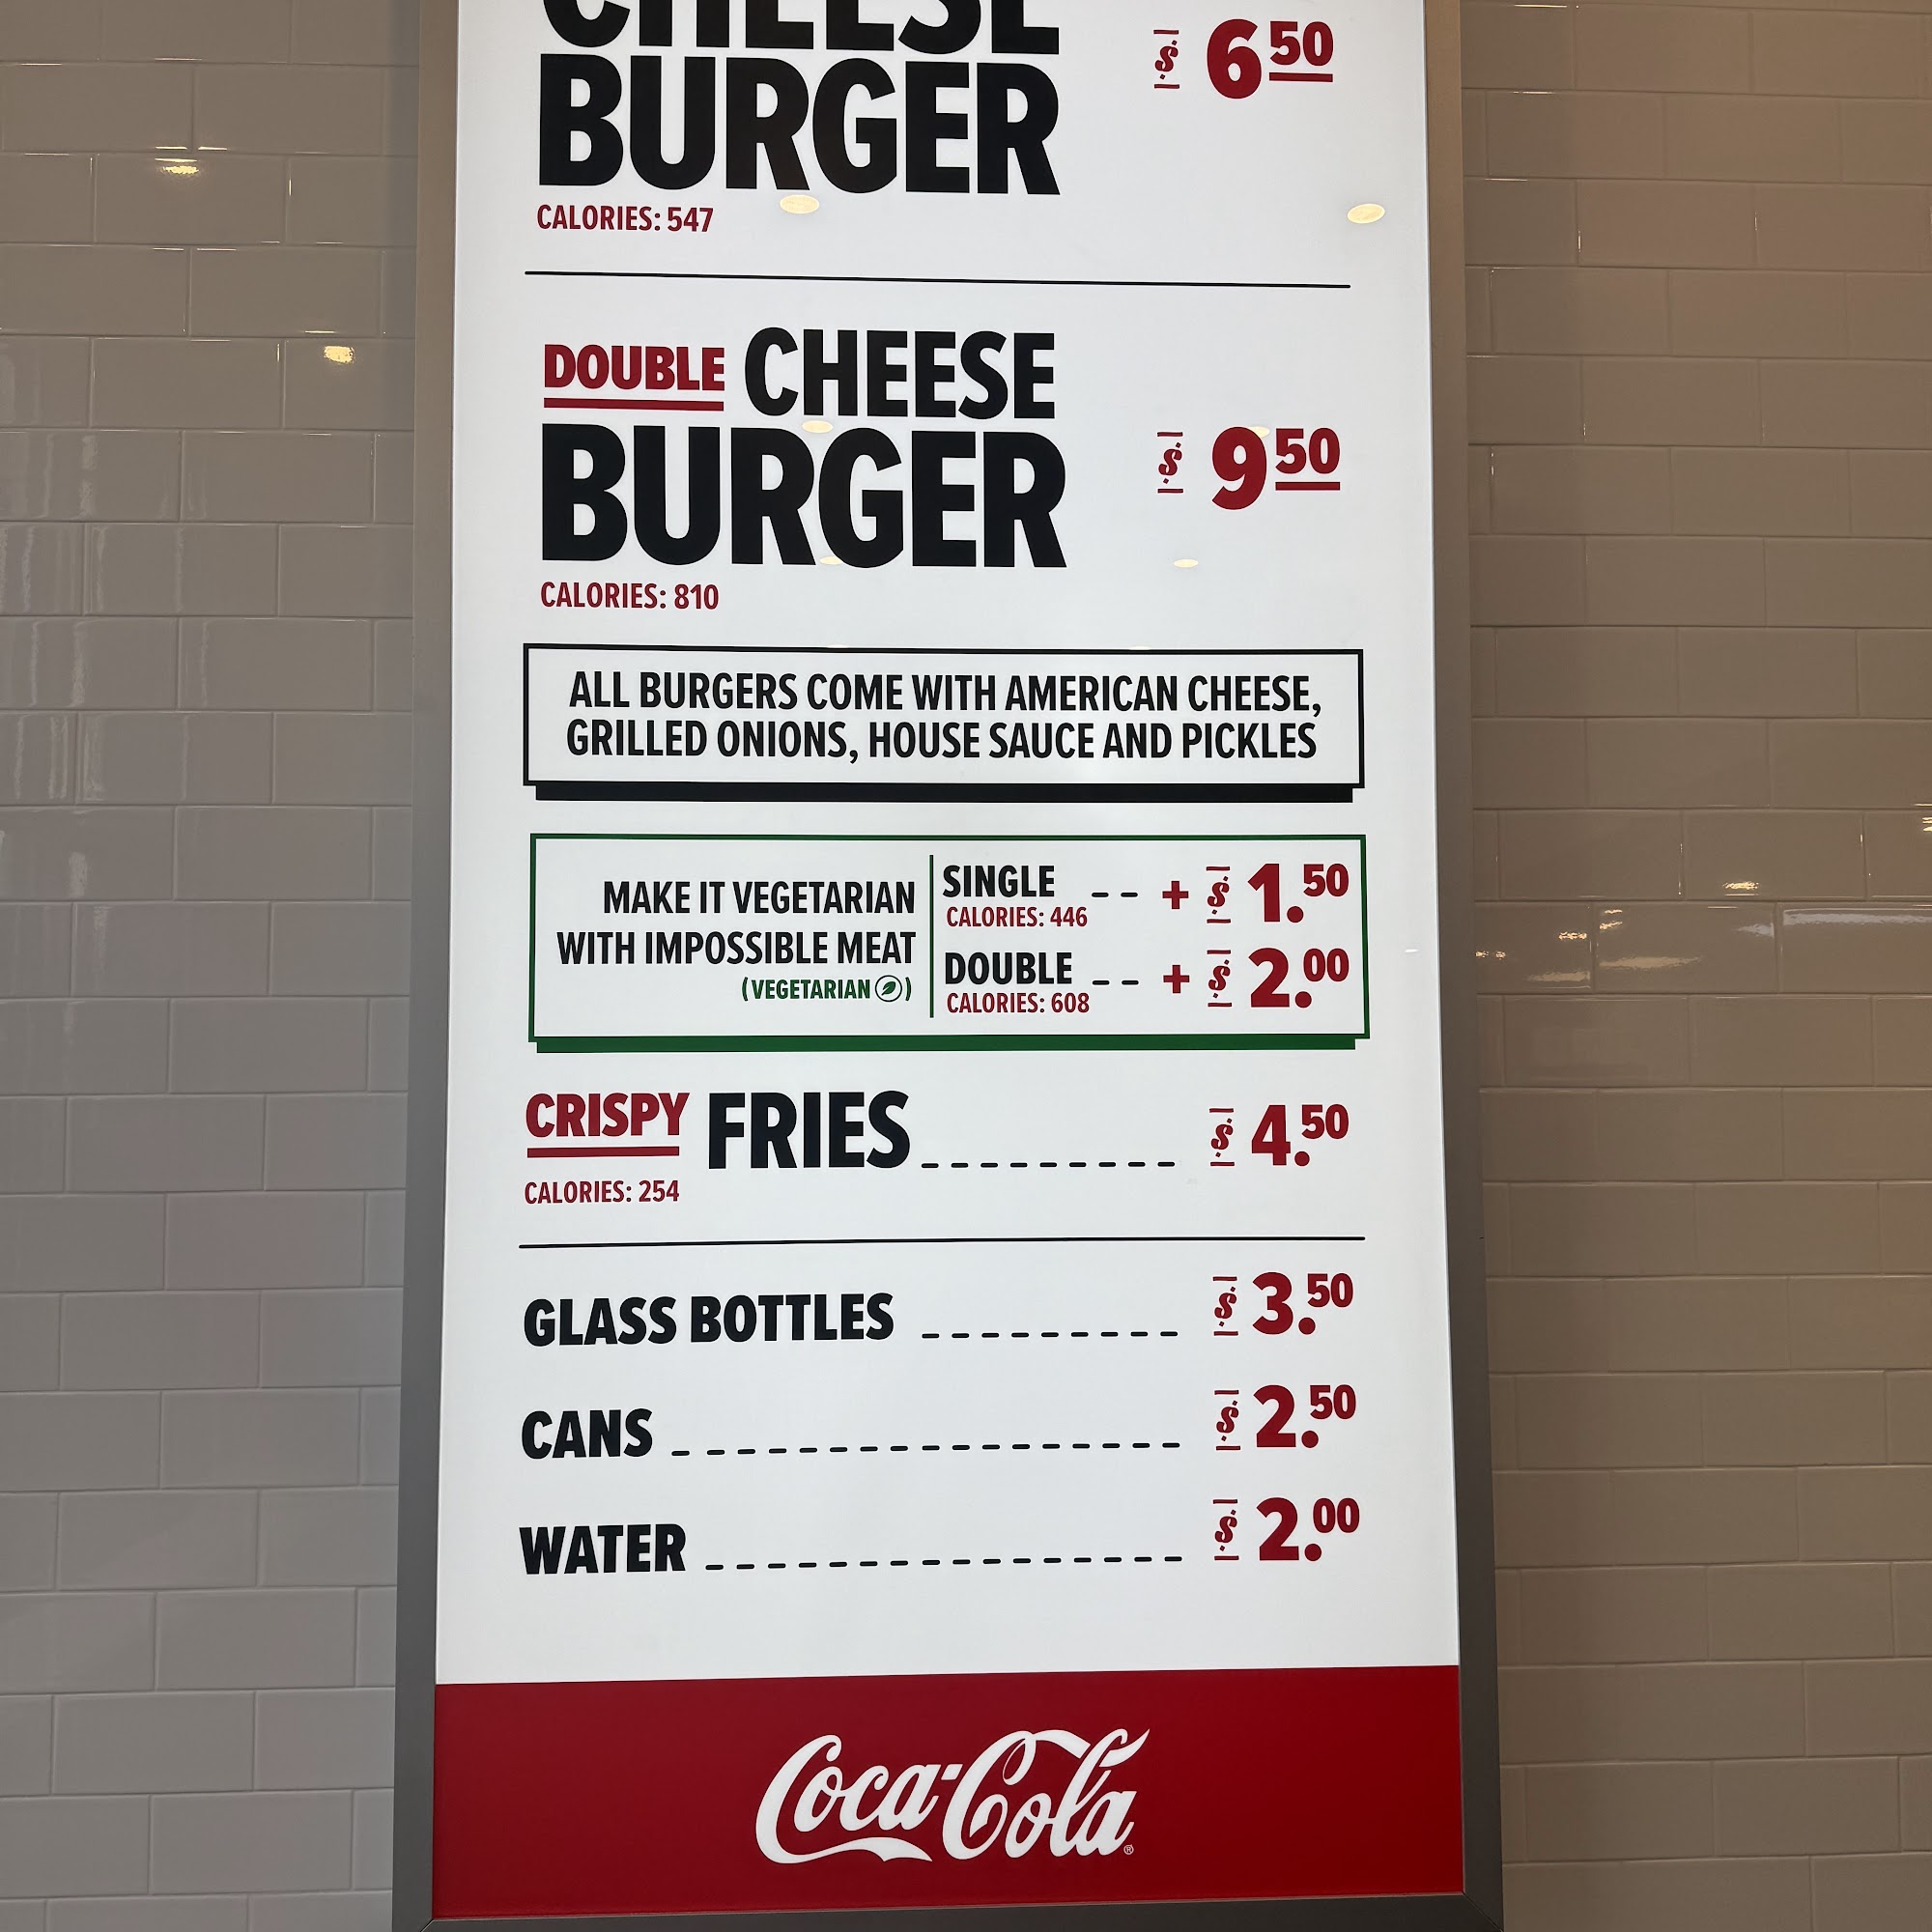 CHEESE
BURGER
$ 6 50
CALORIES: 547
DOUBLE CHEESE
BURGER
$ 9 50
CALORIES: 810
ALL BURGERS COME WITH AMERICAN CHEESE,
GRILLED ONIONS, HOUSE SAUCE AND PICKLES
MAKE IT VEGETARIAN
WITH IMPOSSIBLE MEAT
(VEGETARIAN)
SINGLE -- + $ 1.50
CALORIES: 446
DOUBLE -- + $ 2.00
CALORIES: 608
CRISPY FRIES --------- $ 4.50
CALORIES: 254
GLASS BOTTLES --------- $ 3.50
CANS ----------------- $ 2.50
WATER ---------------- $ 2.00
Coca-Cola®